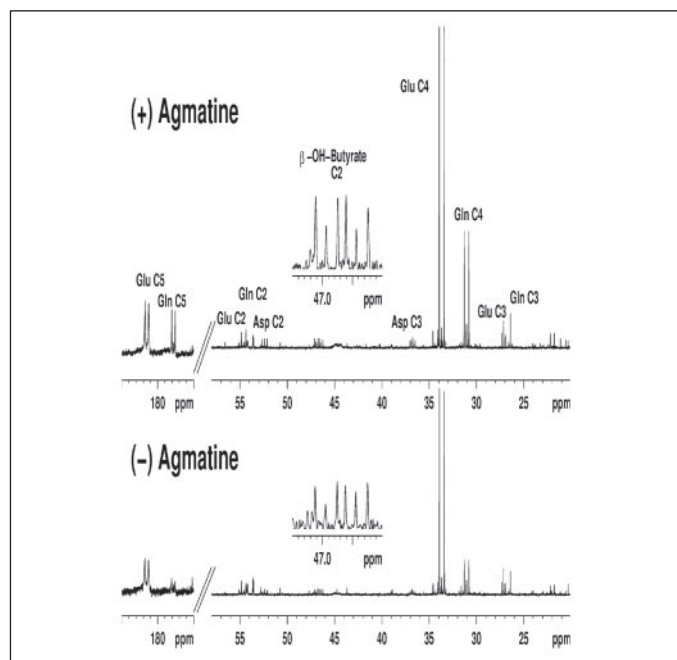 Glu C4
(+) Agmatine
β –OH–Butyrate
C2
Gln C4
Glu C5
Gln C5
Gln C2
Glu C2
Asp C2
47.0 ppm
Asp C3
Glu C3
Gln C3
180 ppm 55 50 45 40 35 30 25 ppm
(–) Agmatine
47.0 ppm
180 ppm 55 50 45 40 35 30 25 ppm